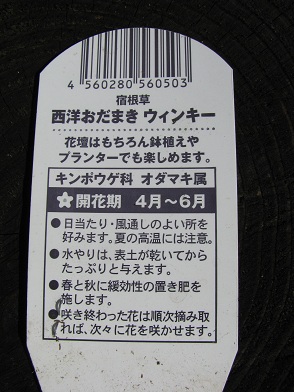 4 560280 560503
宿根草
西洋おだまき ウィンキー
花壇はもちろん鉢植えや
プランターでも楽しめます。
キンポウゲ科 オダマキ属
開花期 4月～6月
●日当たり・風通しのよい所を
好みます。夏の高温には注意。
●水やりは、表土が乾いてから
たっぷりと与えます。
●春と秋に緩効性の置き肥を
施します。
●咲き終わった花は順次摘み取
れば、次々に花を咲かせます。